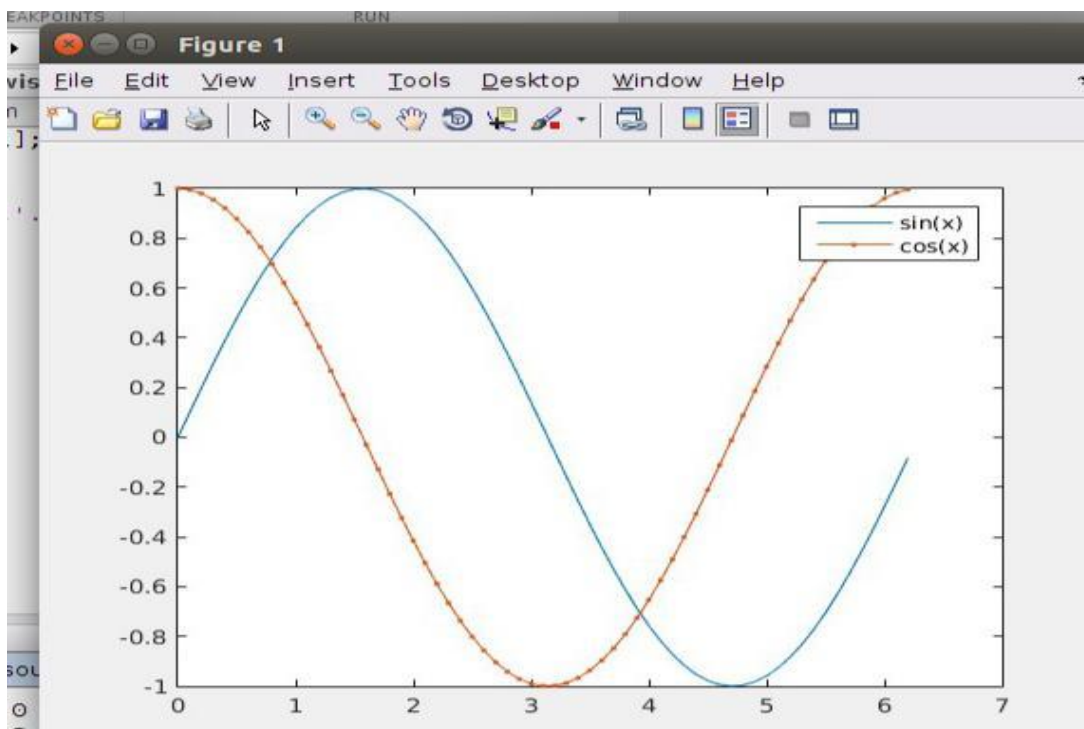 EAKPOINTS RUN
Figure 1
vis File Edit View Insert Tools Desktop Window Help
];
1
0.8
0.6
0.4
0.2
0
-0.2
-0.4
-0.6
-0.8
-1
sin(x)
cos(x)
0 1 2 3 4 5 6 7
sou